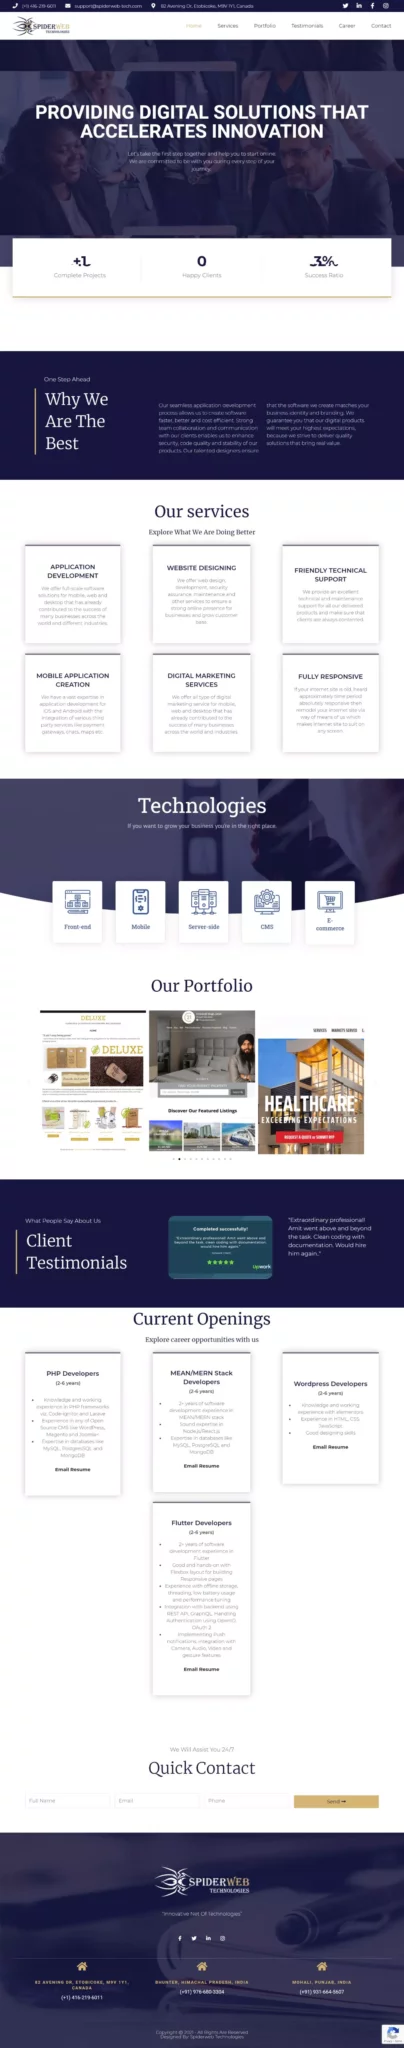 (+1) 416-219-6011 support@spiderweb-tech.com 82 Avening Dr, Etobicoke, M9V 1Y1, Canada
SPIDERWEB
TECHNOLOGIES
Home Services Portfolio Testimonials Career Contact
PROVIDING DIGITAL SOLUTIONS THAT
ACCELERATES INNOVATION
Let's take the first step together and help you to start online.
We are committed to be with you during every step of your
journey.
Complete Projects
0
Happy Clients
Success Ratio
One Step Ahead
Why We
Are The
Best
Our seamless application development
process allows us to create software
faster, better and cost efficient. Strong
team collaboration and communication
with our clients enables us to enhance
security, code quality and stability of our
products. Our talented designers ensure
that the software we create matches your
business identity and branding. We
guarantee you that our digital products
will meet your highest expectations,
because we strive to deliver quality
solutions that bring real value.
Our services
Explore What We Are Doing Better
APPLICATION
DEVELOPMENT
We offer full-scale software
solutions for mobile, web and
desktop that has already
contributed to the success of
many businesses across the
world and different industries.
WEBSITE DESIGNING
We offer web design,
development, security
assurance, maintenance and
other services to ensure a
strong online presence for
businesses and grow customer
base.
FRIENDLY TECHNICAL
SUPPORT
We provide an excellent
technical and maintenance
support for all our delivered
products and make sure that
clients are always contented.
MOBILE APPLICATION
CREATION
We have a vast expertise in
application development for
iOS and Android with the
integration of various third
party services like payment
gateways, chats, maps etc.
DIGITAL MARKETING
SERVICES
We offer all type of digital
marketing service for mobile,
web and desktop that has
already contributed to the
success of many businesses
across the world and industries.
FULLY RESPONSIVE
If your internet site is old,
absolutely responsive then
remodel your internet site via
way of means of us which
makes internet site to suit on
any screen.
Technologies
If you want to grow your business you're in the right place.
Front-end
Mobile
Server-side
CMS
E-
commerce
Our Portfolio
DELUXE
DELUXE
Discover Our Featured Listings
SERVICES MARKETS SERVED
HEALTHCARE
EXCEEDING EXPECTATIONS
REQUEST A QUOTE or SUBMIT RFP
What People Say About Us
Client
Testimonials
Completed successfully!
"Extraordinary professional! Amit went above and
beyond the task, clean coding with documentation
would hire him again."
upwork
"Extraordinary professional!
Amit went above and beyond
the task. Clean coding with
documentation. Would hire
him again."
Current Openings
Explore career opportunities with us
PHP Developers
(2-6 years)
Knowledge and working
experience in PHP frameworks
viz. CodeIgnitor and Laravel
Experience in any of Open
Source CMS like WordPress,
Magento and Joomla!
Expertise in databases like
MySQL, PostgreSQL and
MongoDB
Email Resume
MEAN/MERN Stack
Developers
(2-6 years)
2+ years of software
development experience in
MEAN/MERN stack
Sound expertise in
Node.js/React.js
Expertise in databases like
MySQL, PostgreSQL and
MongoDB
Email Resume
Wordpress Developers
(2-6 years)
Knowledge and working
experience with elementor
Experience in HTML, CSS,
JavaScript
Good designing skills
Email Resume
Flutter Developers
(2-6 years)
2+ years of software
development experience in
Flutter
Good and hands-on with
Flexbox layout for building
Responsive pages
Experience with offline storage,
threading, low battery usage
and performance tuning
Integration with backend using
REST API, GraphQL, Handling
Authentication using OpenID,
OAuth 2
Implementing Push
notifications, Integration with
Camera, Audio, Video and
gesture features
Email Resume
We Will Assist You 24/7
Quick Contact
Full Name Email Phone Send
SPIDERWEB
TECHNOLOGIES
"Innovative Net Of Technologies"
82 AVENING DR, ETOBICOKE, M9V 1Y1,
CANADA
(+1) 416-219-6011
BHUNTER, HIMACHAL PRADESH, INDIA
(+91) 976-680-3304
MOHALI, PUNJAB, INDIA
(+91) 931-664-5607
Copyright © 2021 - All Rights Are Reserved
Designed By: Spiderweb Technologies